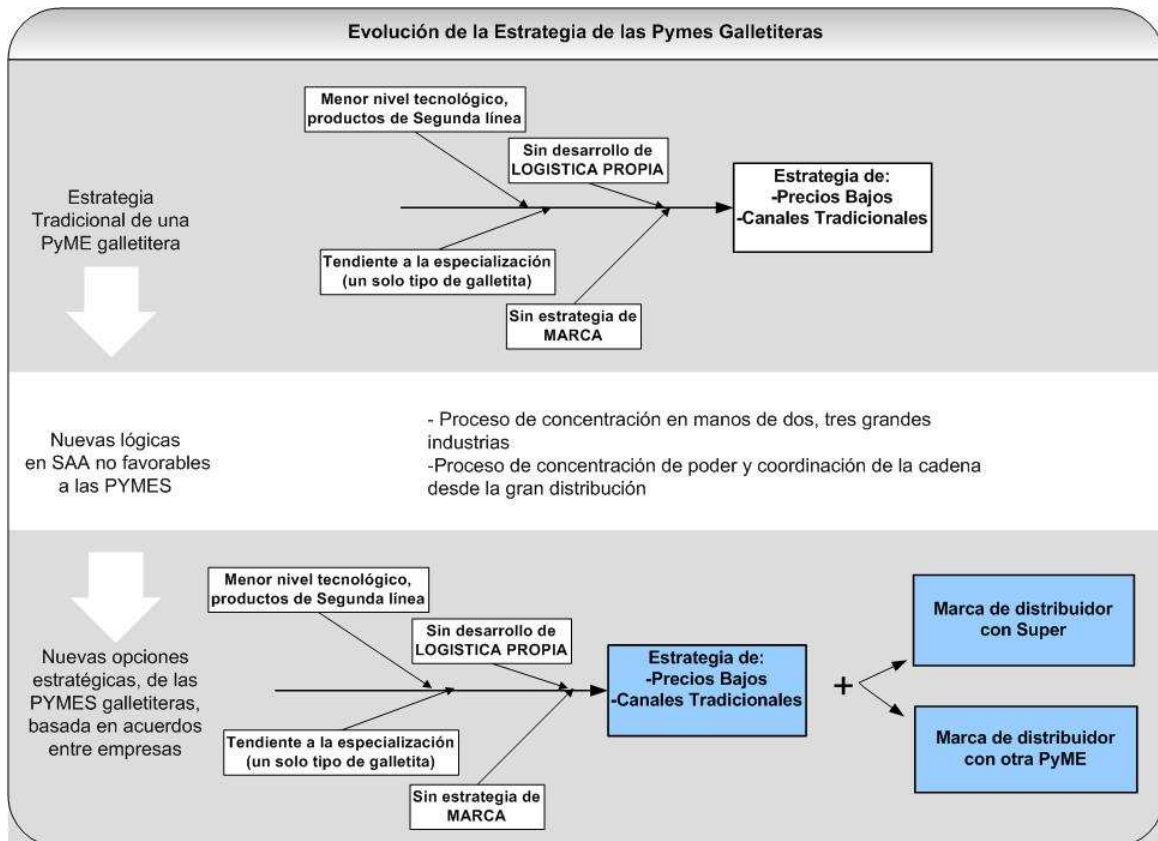 Evolución de la Estrategia de las Pymes Galletiteras
Menor nivel tecnológico,
productos de Segunda línea
Sin desarrollo de
LOGISTICA PROPIA
Estrategia de:
-Precios Bajos
-Canales Tradicionales
Estrategia
Tradicional de una
PyME galletitera
Tendiente a la especialización
(un solo tipo de galletita)
Sin estrategia de
MARCA
Nuevas lógicas
en SAA no favorables
a las PYMES
- Proceso de concentración en manos de dos, tres grandes
industrias
-Proceso de concentración de poder y coordinación de la cadena
desde la gran distribución
Menor nivel tecnológico,
productos de Segunda línea
Sin desarrollo de
LOGISTICA PROPIA
Estrategia de:
-Precios Bajos
-Canales Tradicionales
+
Marca de distribuidor
con Super
Marca de distribuidor
con otra PyME
Nuevas opciones
estratégicas, de las
PYMES galletiteras,
basada en acuerdos
entre empresas
Tendiente a la especialización
(un solo tipo de galletita)
Sin estrategia de
MARCA